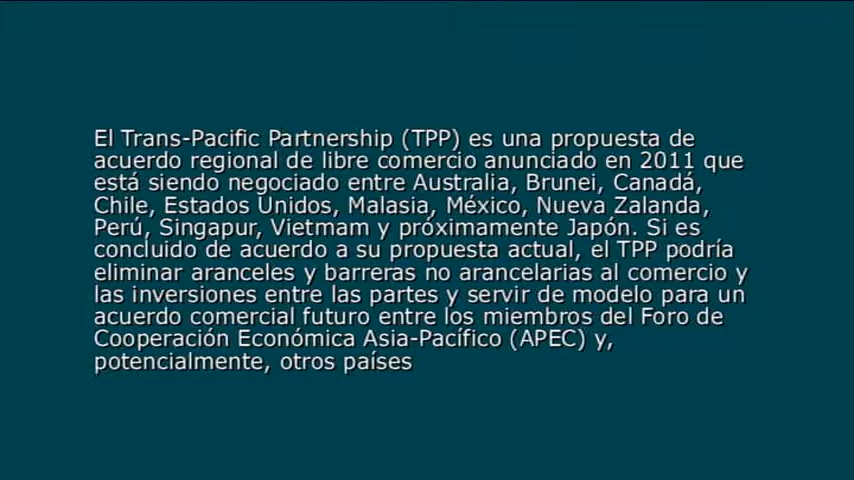 El Trans-Pacific Partnership (TPP) es una propuesta de
acuerdo regional de libre comercio anunciado en 2011 que
está siendo negociado entre Australia, Brunei, Canadá,
Chile, Estados Unidos, Malasia, México, Nueva Zalanda,
Perú, Singapur, Vietmam y próximamente Japón. Si es
concluido de acuerdo a su propuesta actual, el TPP podría
eliminar aranceles y barreras no arancelarias al comercio y
las inversiones entre las partes y servir de modelo para un
acuerdo comercial futuro entre los miembros del Foro de
Cooperación Económica Asia-Pacífico (APEC) y,
potencialmente, otros países